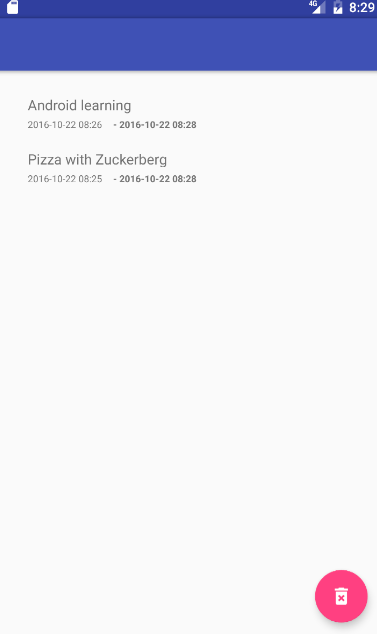 4G 8:29
Android learning
2016-10-22 08:26 - 2016-10-22 08:28
Pizza with Zuckerberg
2016-10-22 08:25 - 2016-10-22 08:28